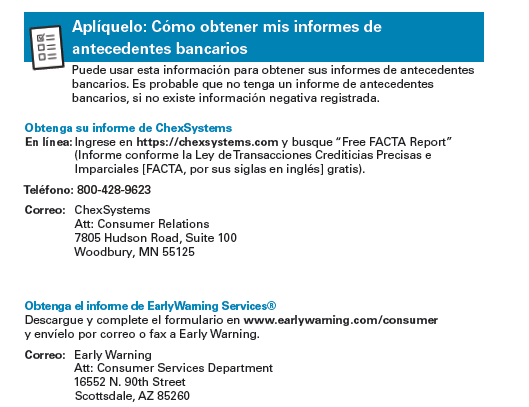 Aplíquelo: Cómo obtener mis informes de
antecedentes bancarios
Puede usar esta información para obtener sus informes de antecedentes
bancarios. Es probable que no tenga un informe de antecedentes
bancarios, si no existe información negativa registrada.
Obtenga su informe de ChexSystems
En línea: Ingrese en https://chexsystems.com y busque “Free FACTA Report”
(Informe conforme la Ley de Transacciones Crediticias Precisas e
Imparciales [FACTA, por sus siglas en inglés] gratis).
Teléfono: 800-428-9623
Correo: ChexSystems
Att: Consumer Relations
7805 Hudson Road, Suite 100
Woodbury, MN 55125
Obtenga el informe de EarlyWarning Services®
Descargue y complete el formulario en www.earlywarning.com/consumer
y envíelo por correo o fax a Early Warning.
Correo: Early Warning
Att: Consumer Services Department
16552 N. 90th Street
Scottsdale, AZ 85260